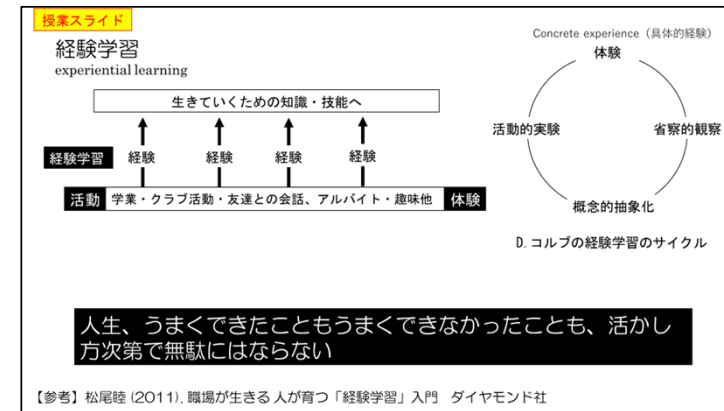 授業スライド
経験学習
experiential learning
生きていくための知識・技能へ
経験学習 経験 経験 経験 経験
活動 学業・クラブ活動・友達との会話、アルバイト・趣味他 体験
Concrete experience（具体的経験）
体験
活動的実験 省察的観察
概念的抽象化
D.コルブの経験学習のサイクル
人生、うまくできたこともうまくできなかったことも、活かし
方次第で無駄にはならない
【参考】松尾睦(2011).職場が生きる 人が育つ「経験学習」入門 ダイヤモンド社